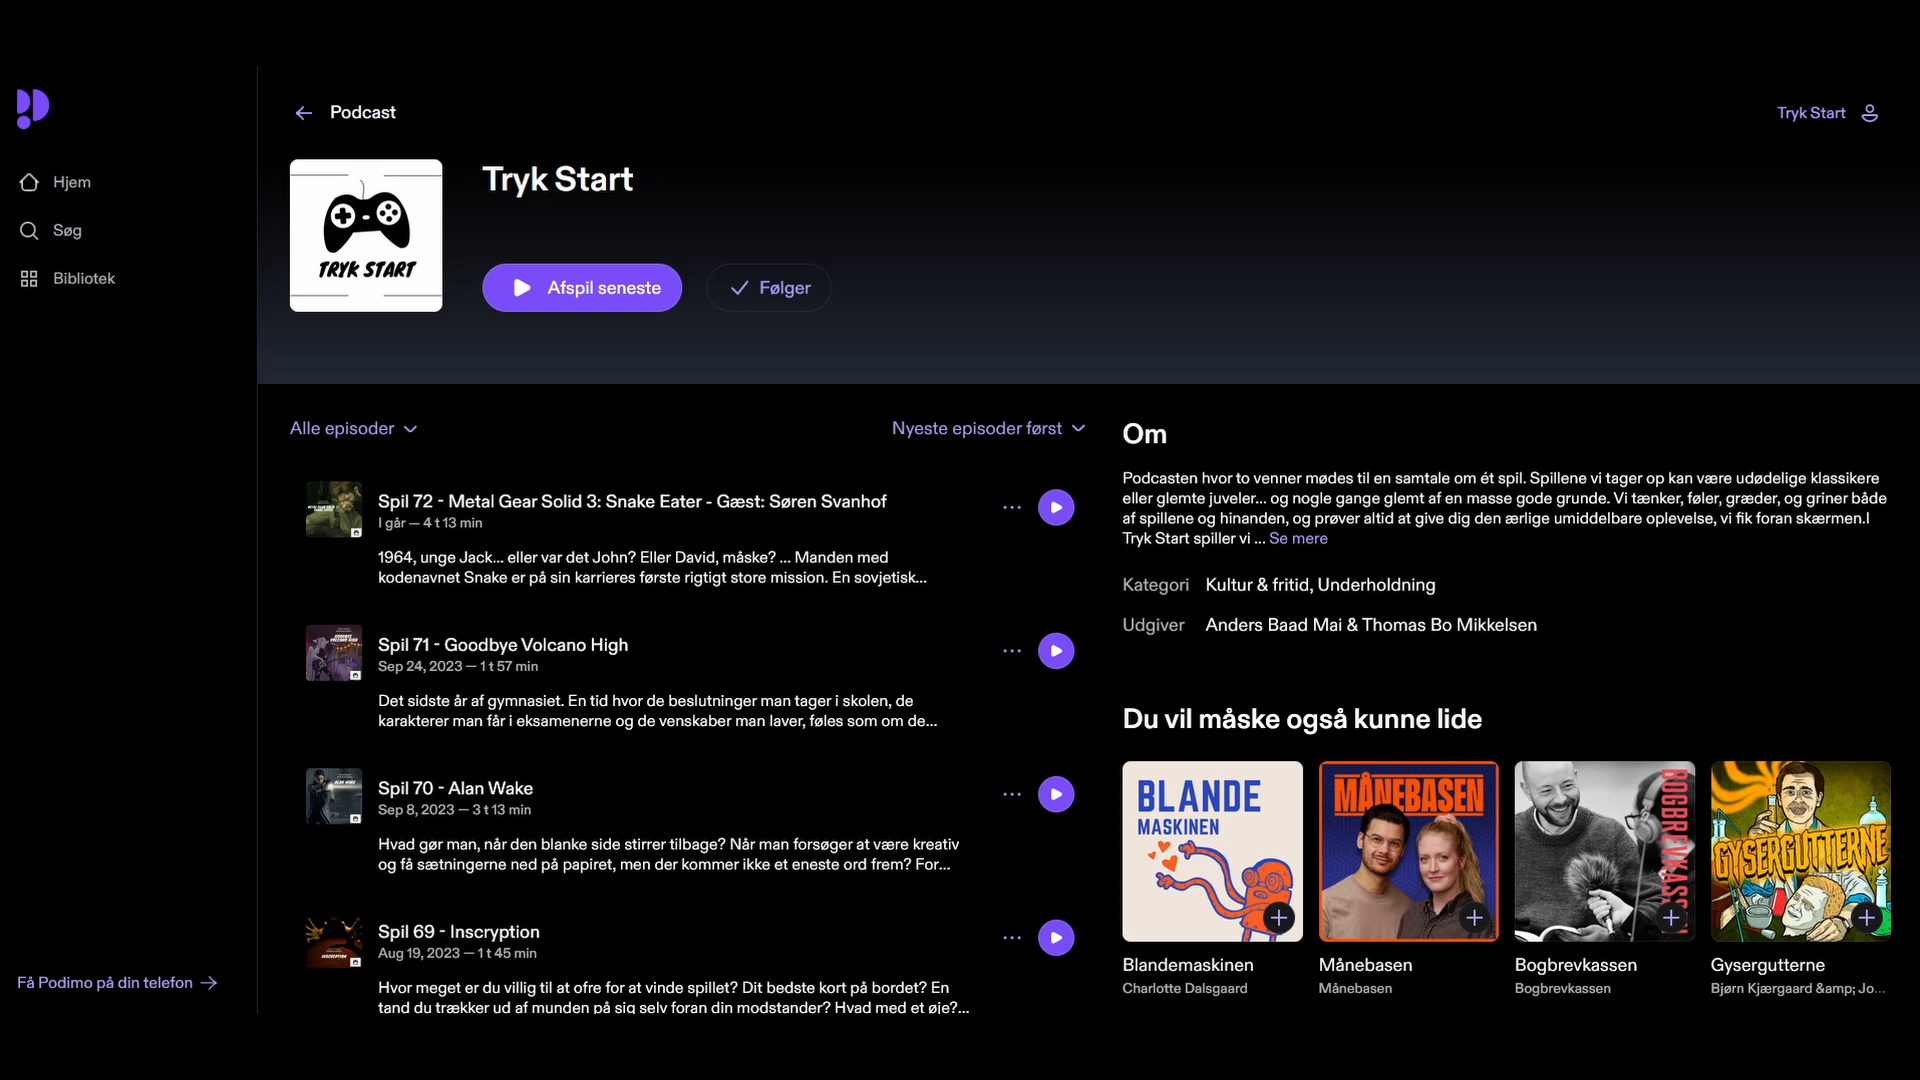 Podcast
Tryk Start
Hjem
Søg
Bibliotek
TRYK START
Tryk Start
Afspil seneste
Følger
Alle episoder
Nyeste episoder først
Spil 72 - Metal Gear Solid 3: Snake Eater - Gæst: Søren Svanhof
I går — 4 t 13 min
1964, unge Jack... eller var det John? Eller David, måske? ... Manden med
kodenavnet Snake er på sin karrieres første rigtigt store mission. En sovjetisk...
Spil 71 - Goodbye Volcano High
Sep 24, 2023 — 1 t 57 min
Det sidste år af gymnasiet. En tid hvor de beslutninger man tager i skolen, de
karakterer man får i eksamenerne og de venskaber man laver, føles som om de...
Spil 70 - Alan Wake
Sep 8, 2023 — 3 t 13 min
Hvad gør man, når den blanke side stirrer tilbage? Når man forsøger at være kreativ
og få sætningerne ned på papiret, men der kommer ikke et eneste ord frem? For...
Spil 69 - Inscryption
Aug 19, 2023 — 1 t 45 min
Hvor meget er du villig til at ofre for at vinde spillet? Dit bedste kort på bordet? En
tand du trækker ud af munden på sig selv foran din modstander? Hvad med et øje?...
Om
Podcasten hvor to venner mødes til en samtale om ét spil. Spillene vi tager op kan være udødelige klassikere
eller glemte juveler... og nogle gange glemt af en masse gode grunde. Vi tænker, føler, græder, og griner både
af spillene og hinanden, og prøver altid at give dig den ærlige umiddelbare oplevelse, vi fik foran skærmen.I
Tryk Start spiller vi ... Se mere
Kategori Kultur & fritid, Underholdning
Udgiver Anders Baad Mai & Thomas Bo Mikkelsen
Du vil måske også kunne lide
BLANDE
MASKINEN
MÅNEBASEN
BOGBREVKASS
GYSERGUTTERNE
Blandemaskinen
Charlotte Dalsgaard
Månebasen
Månebasen
Bogbrevkassen
Bogbrevkassen
Gysergutterne
Bjørn Kjærgaard &amp; Jo...
Få Podimo på din telefon